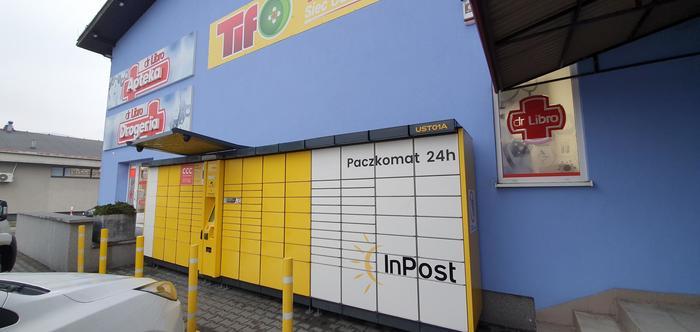 Tifo
Sieć
dr Libro
Apteka
dr Libro
Drogeria
UST01A
Paczkomat 24h
CCC
InPost
dr Libro